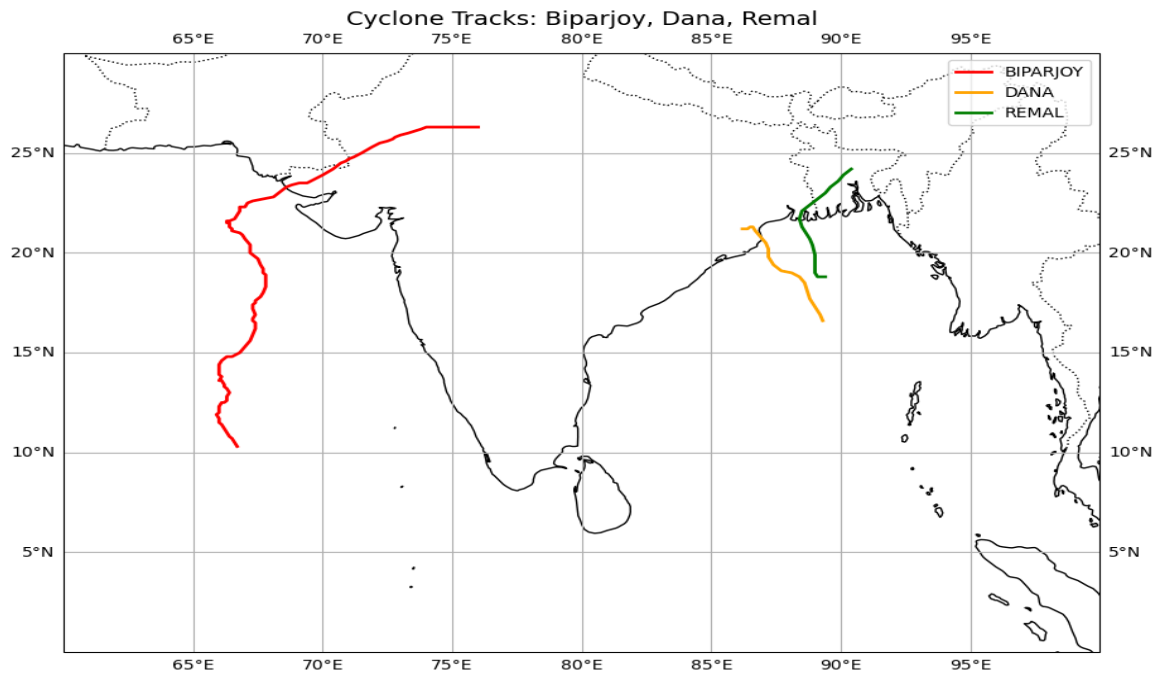 Cyclone Tracks: Biparjoy, Dana, Remal
65°E 70°E 75°E 80°E 85°E 90°E 95°E
BIPARJOY
DANA
REMAL
25°N 25°N
20°N 20°N
15°N 15°N
10°N 10°N
5°N 5°N
65°E 70°E 75°E 80°E 85°E 90°E 95°E